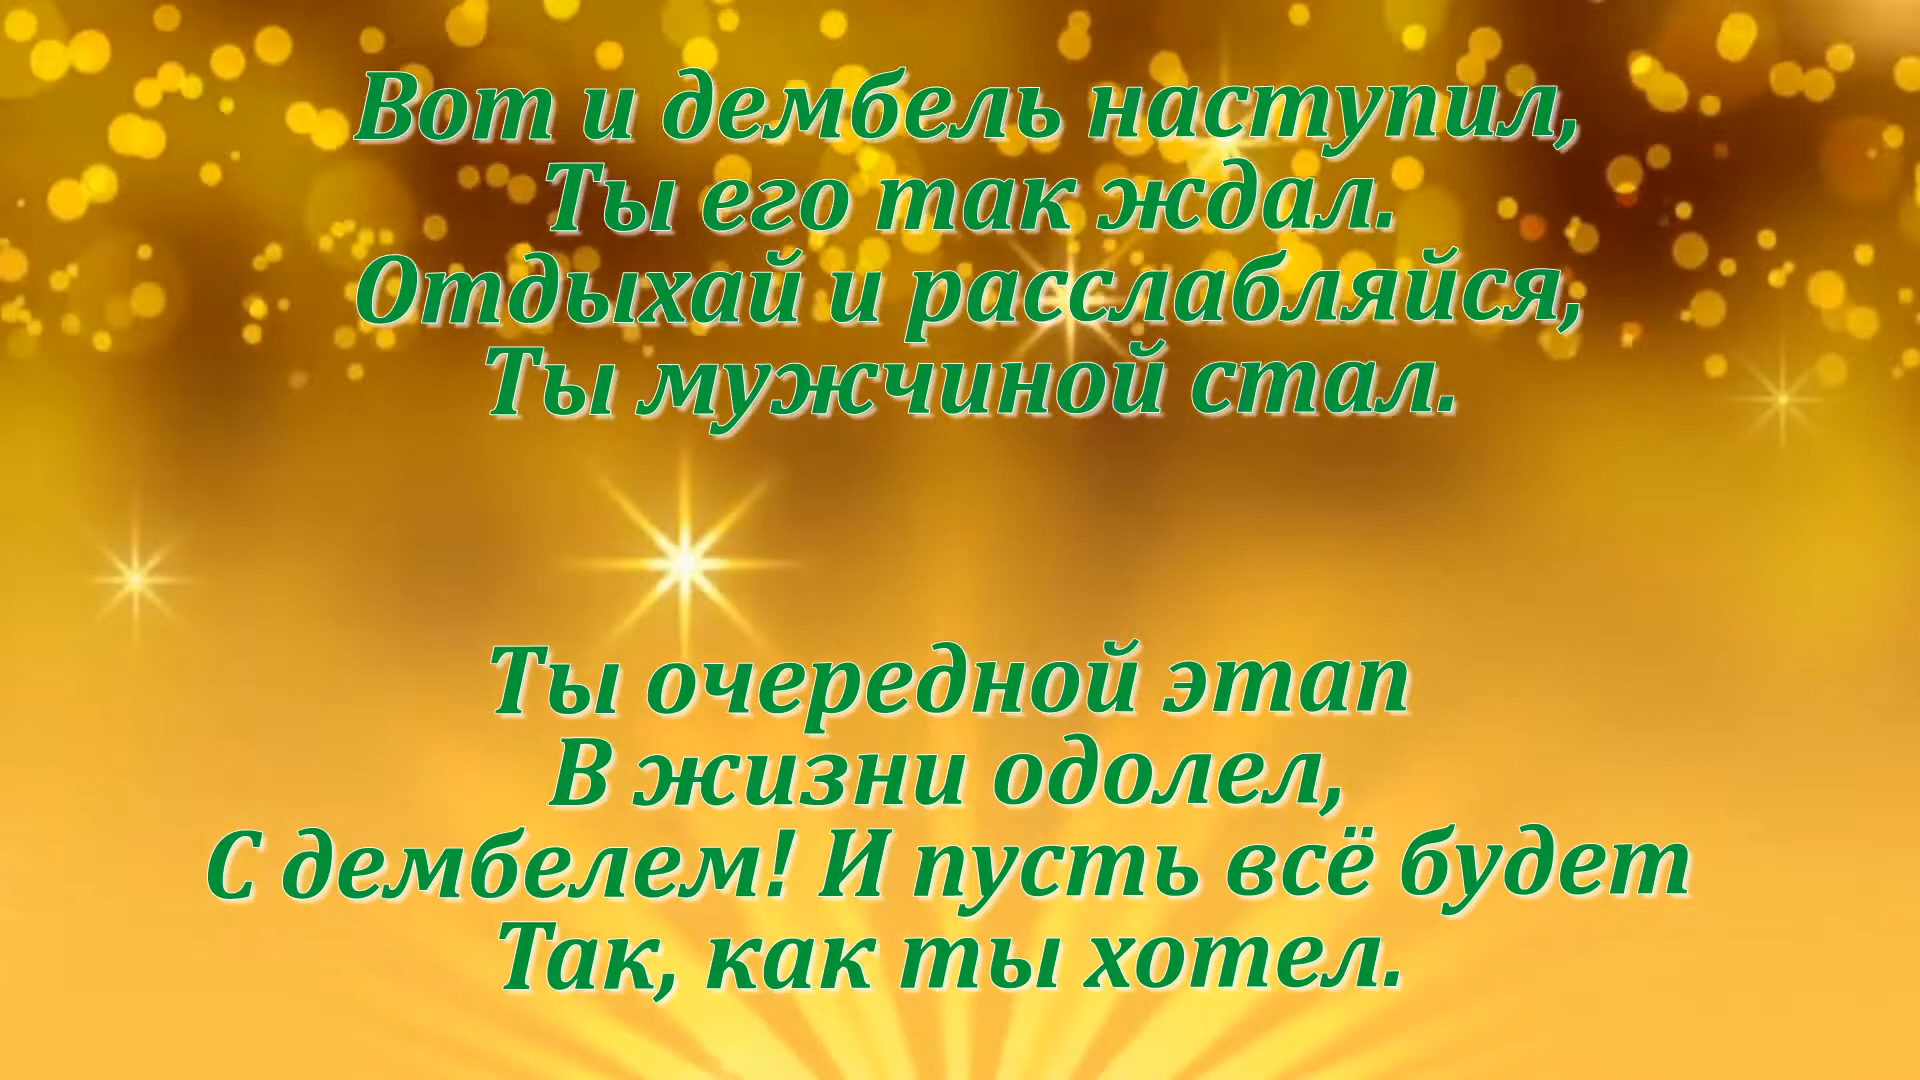 Вот и дембель наступил,
Ты его так ждал.
Отдыхай и расслабляйся,
Ты мужчиной стал.
Ты очередной этап
В жизни одолел,
С дембелем! И пусть всё будет
Так, как ты хотел.